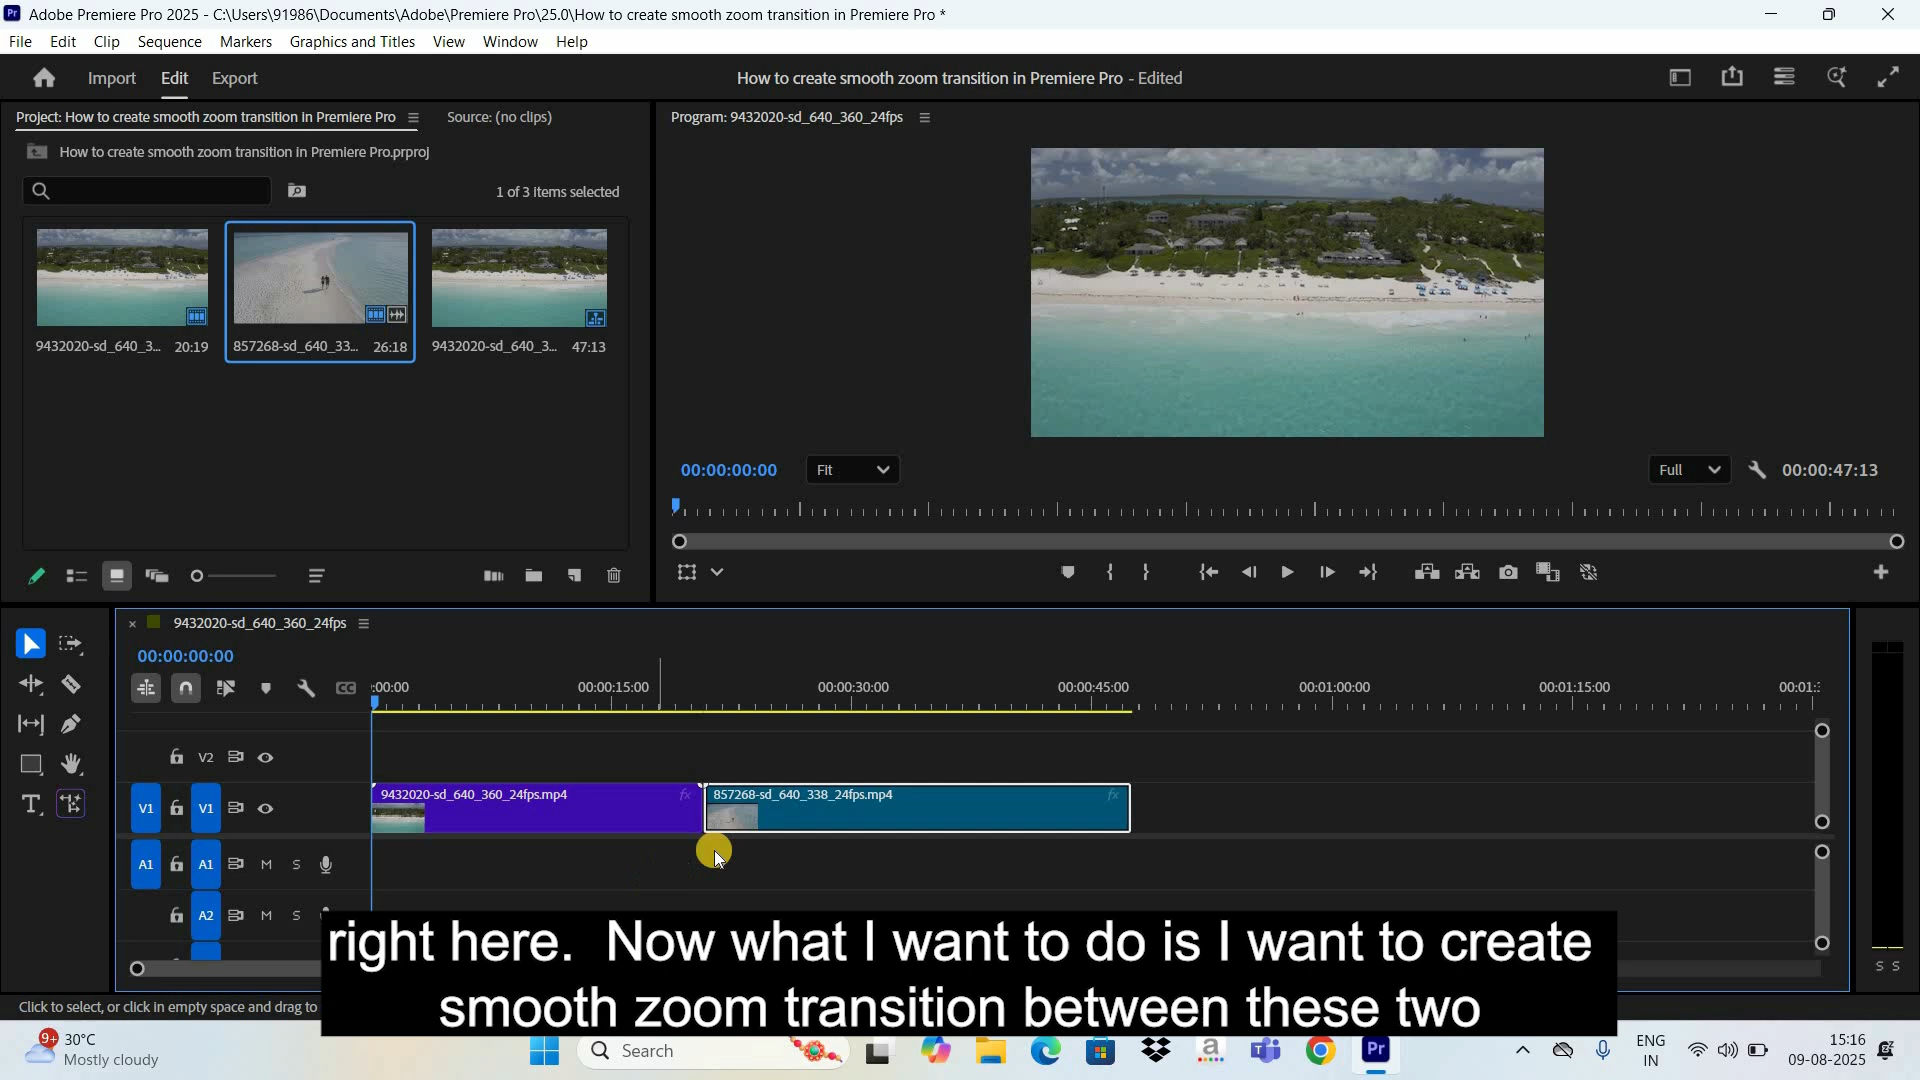 Pr Adobe Premiere Pro 2025 - C:\Users\91986\Documents\Adobe\Premiere Pro\25.0\How to create smooth zoom transition in Premiere Pro *
File Edit Clip Sequence Markers Graphics and Titles View Window Help
Import Edit Export How to create smooth zoom transition in Premiere Pro - Edited
Project: How to create smooth zoom transition in Premiere Pro Source: (no clips) Program: 9432020-sd_640_360_24fps
How to create smooth zoom transition in Premiere Pro.prproj
1 of 3 items selected
9432020-sd_640_3... 20:19 857268-sd_640_33... 26:18 9432020-sd_640_3... 47:13
00:00:00:00 Fit Full 00:00:47:13
9432020-sd_640_360_24fps
00:00:00:00
CC :00:00 00:00:15:00 00:00:30:00 00:00:45:00 00:01:00:00 00:01:15:00 00:01:
V2
9432020-sd_640_360_24fps.mp4 fx 857268-sd_640_338_24fps.mp4 fx
V1 V1
A1 A1 M S
A2 M S
right here. Now what I want to do is I want to create
smooth zoom transition between these two
S S
Click to select, or click in empty space and drag to
9+ 30°C
Mostly cloudy
Search
a
Pr
ENG
IN
15:16
09-08-2025